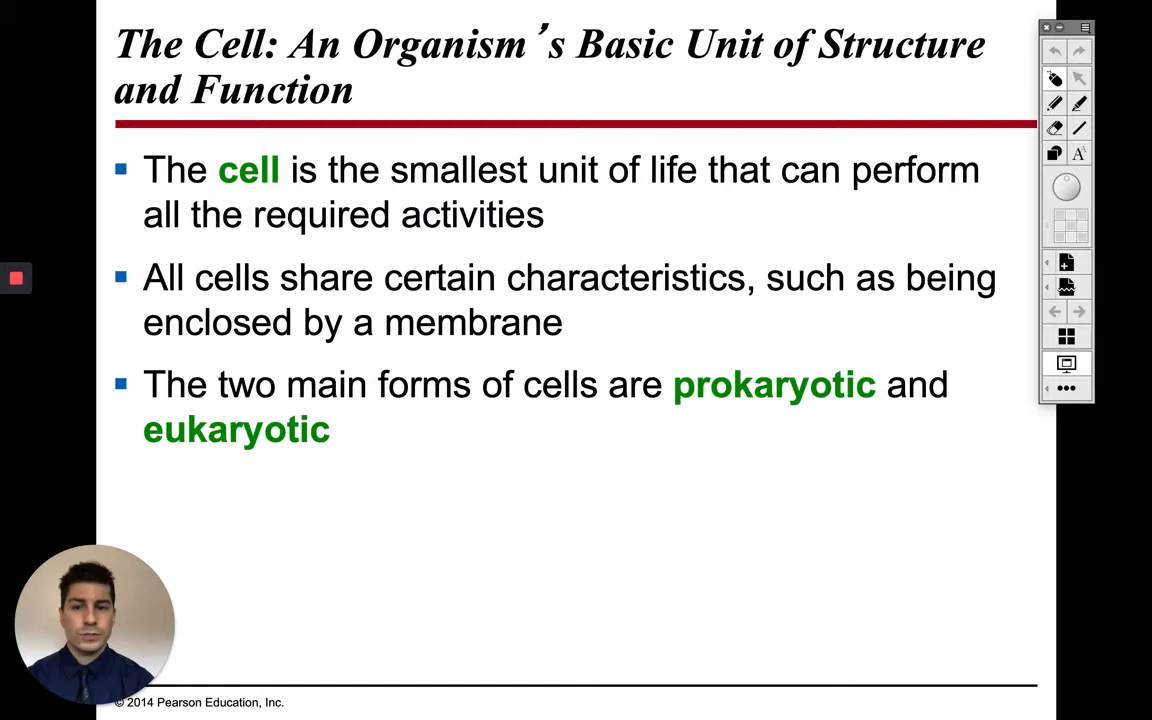 The Cell: An Organism's Basic Unit of Structure
and Function
▪ The cell is the smallest unit of life that can perform
all the required activities
▪ All cells share certain characteristics, such as being
enclosed by a membrane
▪ The two main forms of cells are prokaryotic and
eukaryotic
© 2014 Pearson Education, Inc.
A